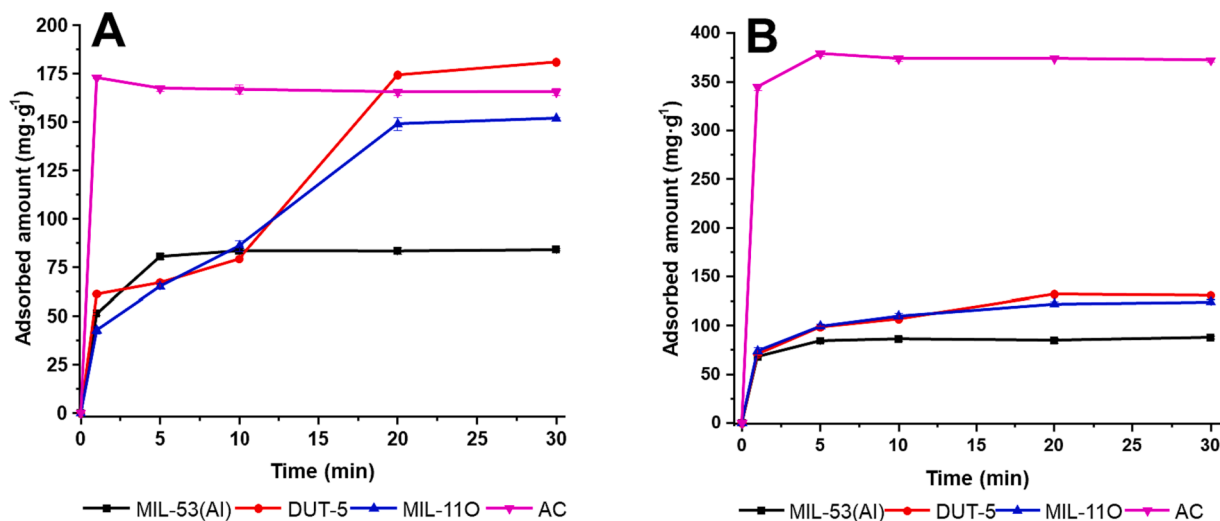 A
Adsorbed amount (mg·g-1)
200
175
150
125
100
75
50
25
0
0 5 10 15 20 25 30
Time (min)
MIL-53(Al) DUT-5 MIL-11O AC
B
Adsorbed amount (mg·g-1)
400
350
300
250
200
150
100
50
0
0 5 10 15 20 25 30
Time (min)
MIL-53(Al) DUT-5 MIL-11O AC